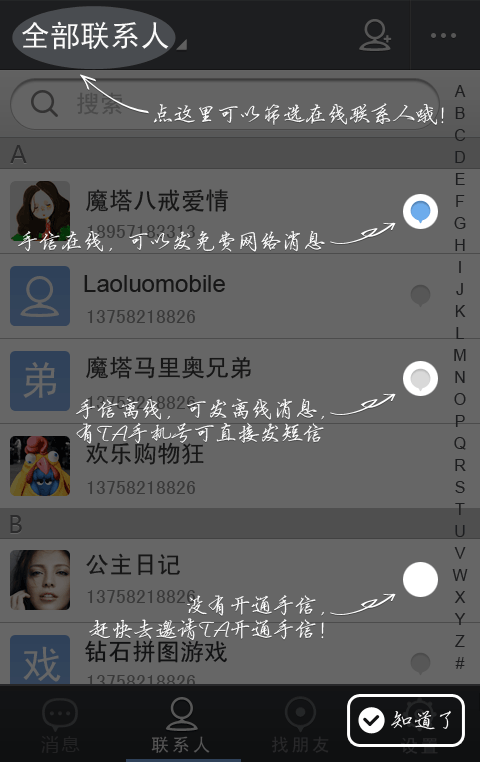 全部联系人
搜索
点这里可以筛选在线联系人哦！
A
魔塔八戒爱情
18957182313
手信在线，可以发免费网络消息
Laoluomobile
13758218826
魔塔马里奥兄弟
13758218826
弟
手信离线，可发离线消息，
有TA手机号可直接发短信
欢乐购物狂
13758218826
B
公主日记
13758218826
没有开通手信，
赶快去邀请TA开通手信！
戏
钻石拼图游戏
13758218826
A
B
C
D
E
F
G
H
I
J
K
L
M
N
O
P
Q
R
S
T
U
V
W
X
Y
Z
#
消息
联系人
找朋友
设置
知道了